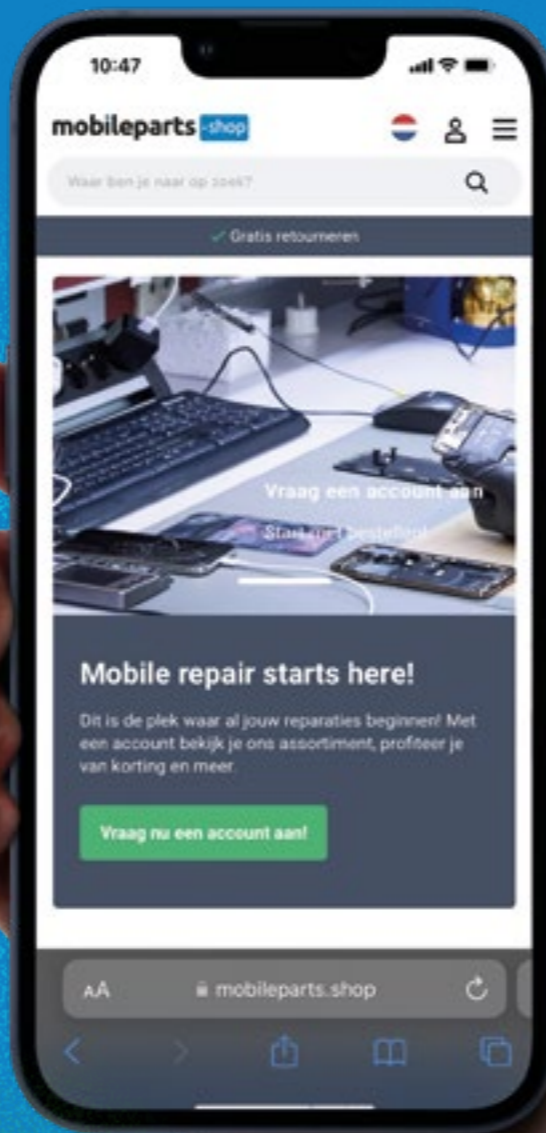 10:47
mobileparts -shop
Waar ben je naar op zoek?
✓ Gratis retourneren
Vraag een account aan
Start met bestellen!
Mobile repair starts here!
Dit is de plek waar al jouw reparaties beginnen! Met
een account bekijk je ons assortiment, profiteer je
van korting en meer.
Vraag nu een account aan!
AA mobileparts.shop